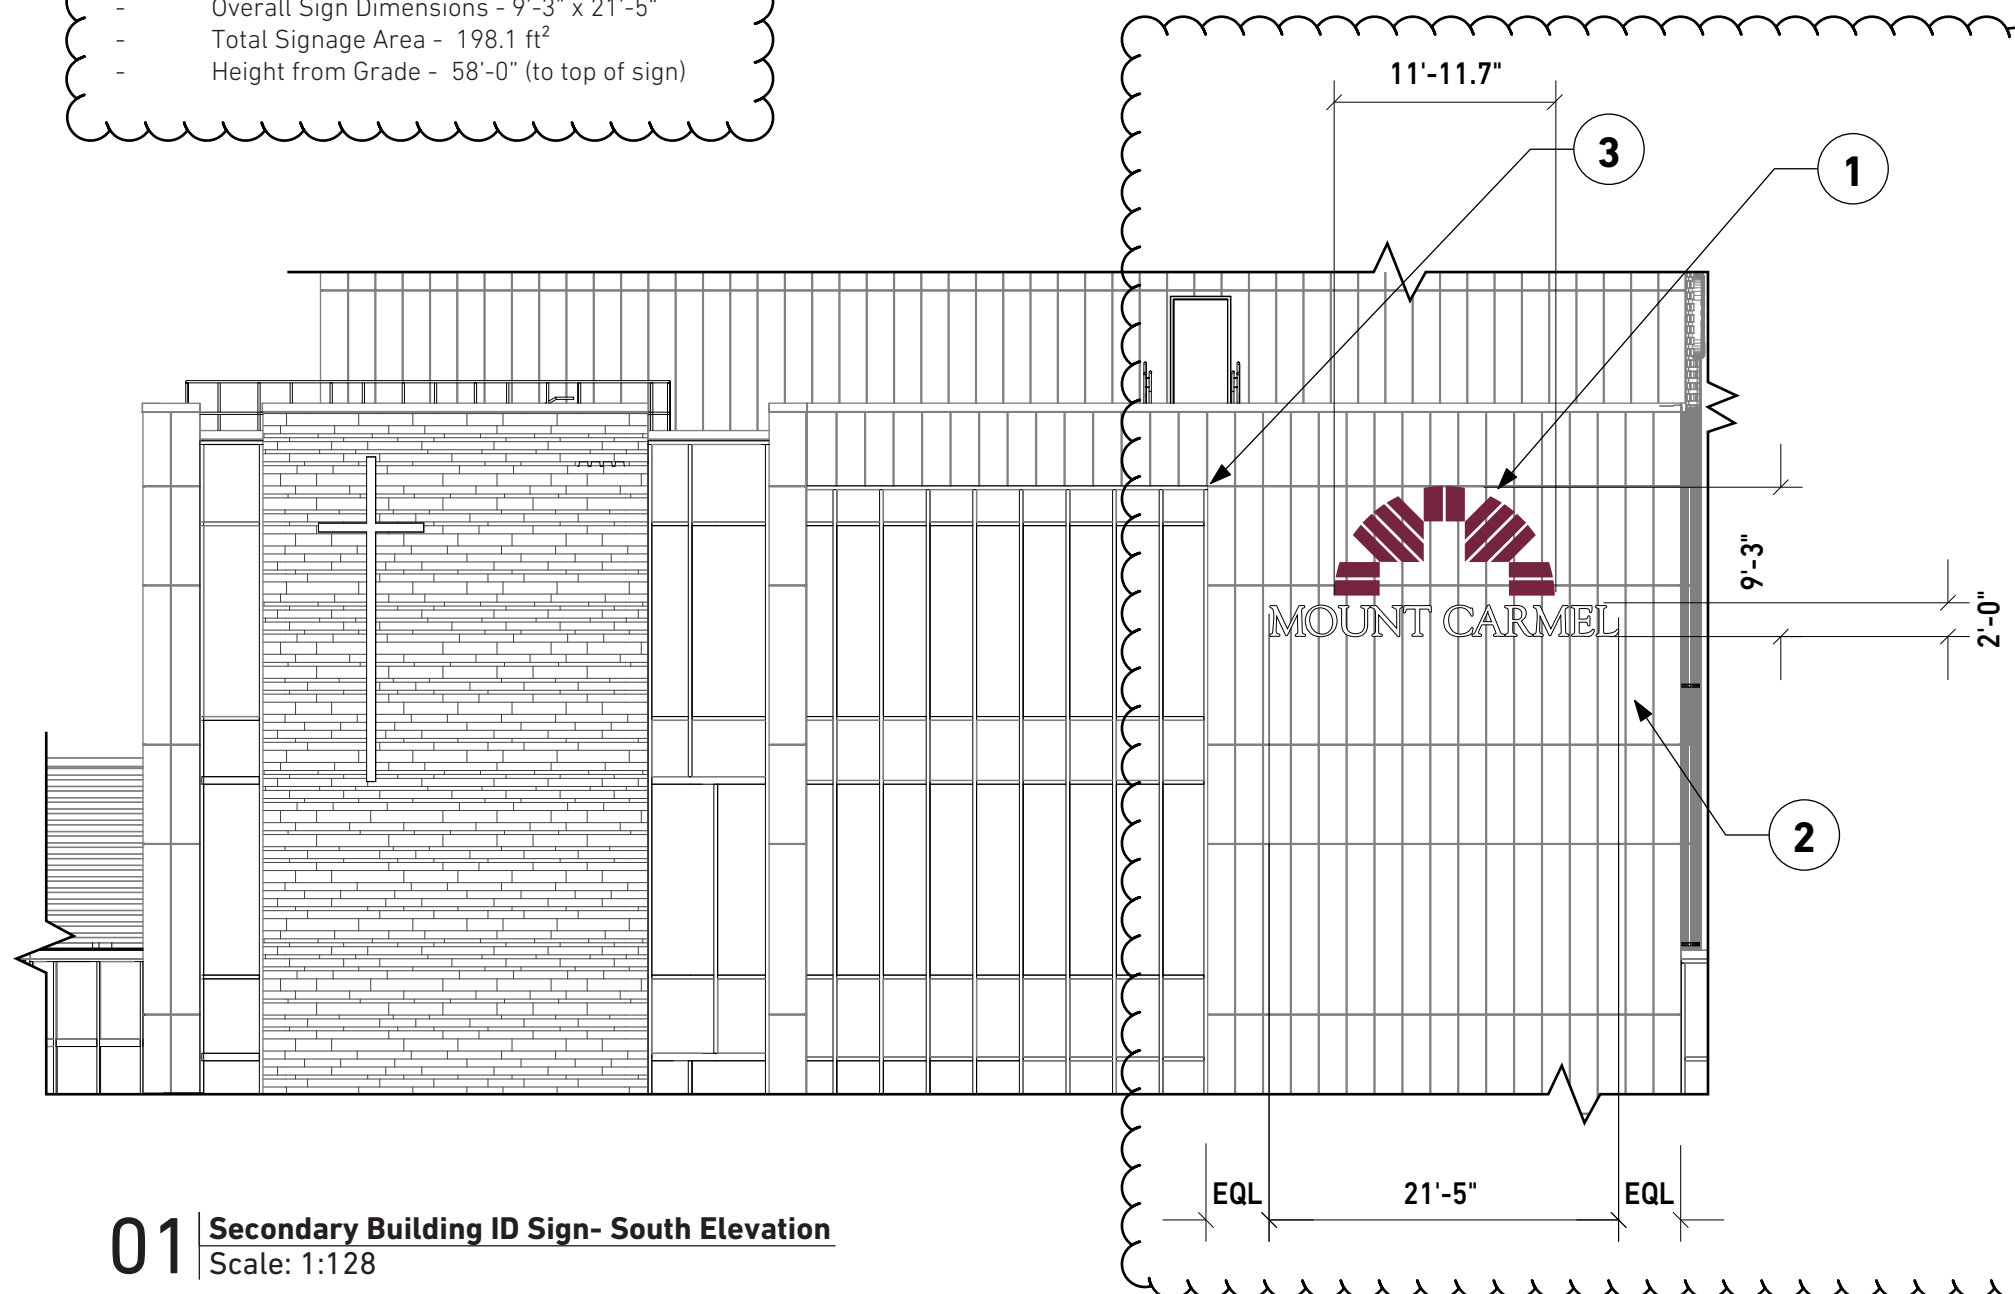 - Overall Sign Dimensions - 9'-3" x 21'-5"
- Total Signage Area - 198.1 ft²
- Height from Grade - 58'-0" (to top of sign)
11'-11.7"
3
1
9'-3"
2'-0"
MOUNT CARMEL
2
EQL
21'-5"
EQL
01
Secondary Building ID Sign- South Elevation
Scale: 1:128